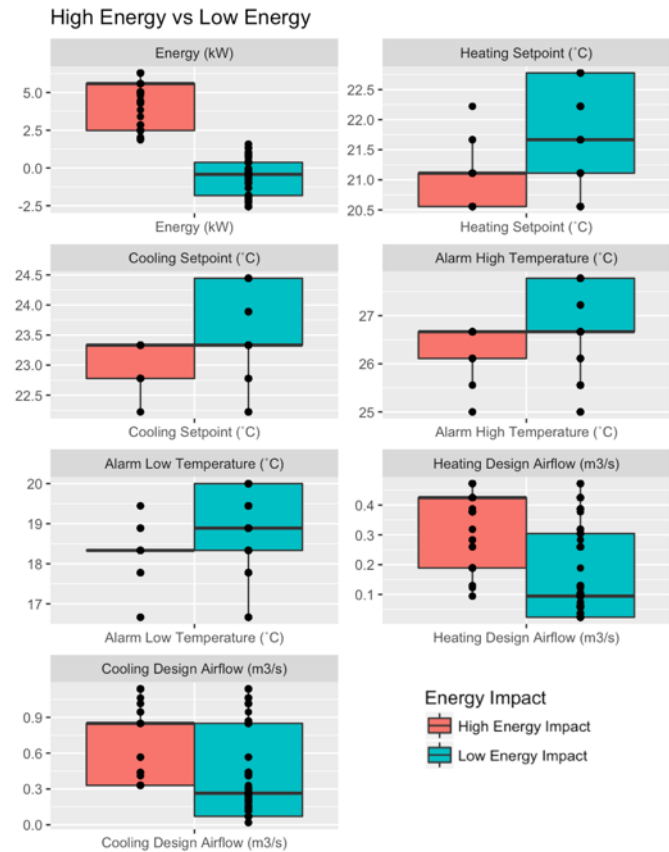 High Energy vs Low Energy
Energy (kW)
5.0
2.5
0.0
-2.5
Energy (kW)
Heating Setpoint (˚C)
22.5
22.0
21.5
21.0
20.5
Heating Setpoint (˚C)
Cooling Setpoint (˚C)
24.5
24.0
23.5
23.0
22.5
Cooling Setpoint (˚C)
Alarm High Temperature (˚C)
27
26
25
Alarm High Temperature (˚C)
Alarm Low Temperature (˚C)
20
19
18
17
Alarm Low Temperature (˚C)
Heating Design Airflow (m3/s)
0.4
0.3
0.2
0.1
Heating Design Airflow (m3/s)
Cooling Design Airflow (m3/s)
0.9
0.6
0.3
0.0
Cooling Design Airflow (m3/s)
Energy Impact
High Energy Impact
Low Energy Impact